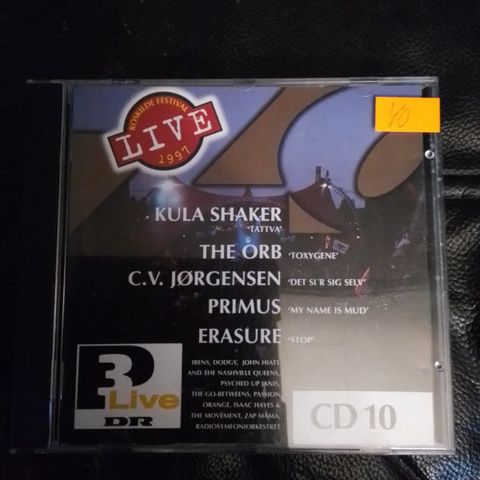 ROSKILDE FESTIVAL
LIVE
1997
40
KULA SHAKER
'TATTVA'
THE ORB 'TOXYGENE'
C.V. JØRGENSEN 'DET SI'R SIG SELV'
PRIMUS 'MY NAME IS MUD'
ERASURE 'STOP'
IBENS, DODGY, JOHN HIATT
AND THE NASHVILLE QUEENS,
PSYCHED UP JANIS,
THE GO-BETWEENS, PASSION
ORANGE, ISAAC HAYES &
THE MOVEMENT, ZAP MAMA,
RADIOSYMFONIORKESTRET
P3
Live
DR
CD 10